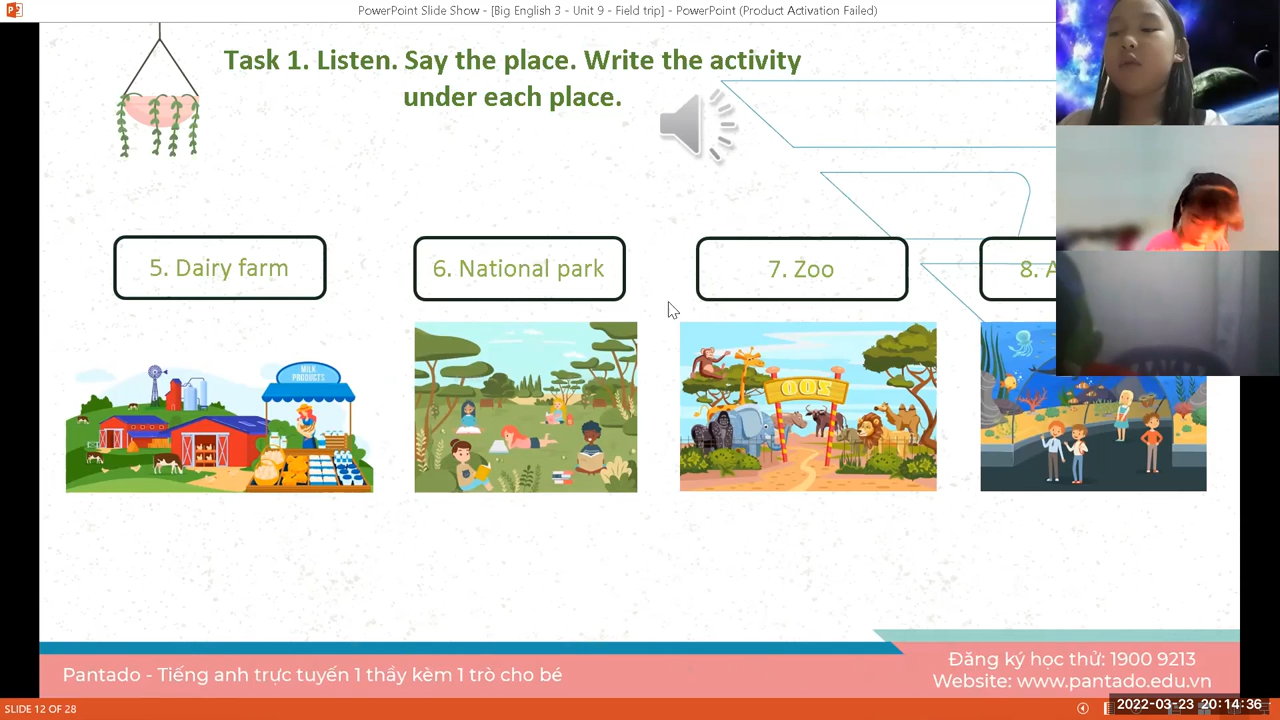 PowerPoint Slide Show - [Big English 3 - Unit 9 - Field trip] - PowerPoint (Product Activation Failed)
Task 1. Listen. Say the place. Write the activity
under each place.
5. Dairy farm
6. National park
7. Zoo
8. A
MILK
PRODUCTS
ZOO
Pantado - Tiếng anh trực tuyến 1 thầy kèm 1 trò cho bé
Đăng ký học thử: 1900 9213
Website: www.pantado.edu.vn
SLIDE 12 OF 28
2022-03-23 20:14:36